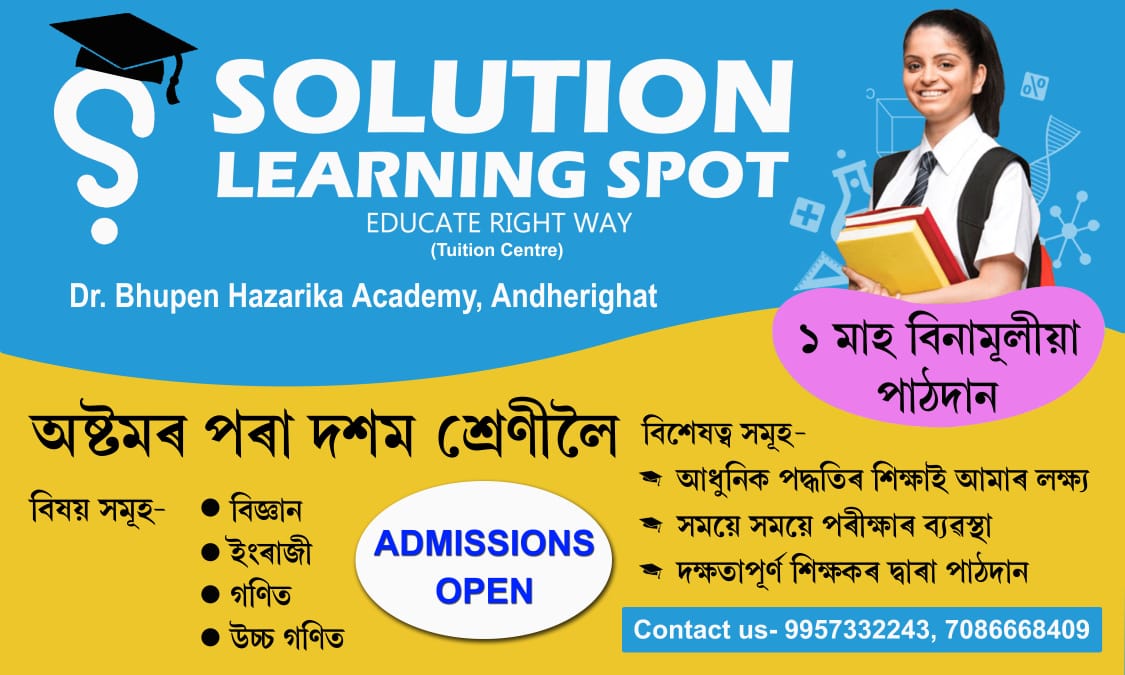 SOLUTION
LEARNING SPOT
EDUCATE RIGHT WAY
(Tuition Centre)
Dr. Bhupen Hazarika Academy, Andherighat
১ মাহ বিনামূলীয়া
পাঠদান
অষ্টমৰ পৰা দশম শ্ৰেণীলৈ
বিষয় সমূহ-
বিজ্ঞান
ইংৰাজী
গণিত
উচ্চ গণিত
ADMISSIONS
OPEN
বিশেষত্ব সমূহ-
আধুনিক পদ্ধতিৰ শিক্ষাই আমাৰ লক্ষ্য
সময়ে সময়ে পৰীক্ষাৰ ব্যৱস্থা
দক্ষতাপূৰ্ণ শিক্ষকৰ দ্বাৰা পাঠদান
Contact us- 9957332243, 7086668409